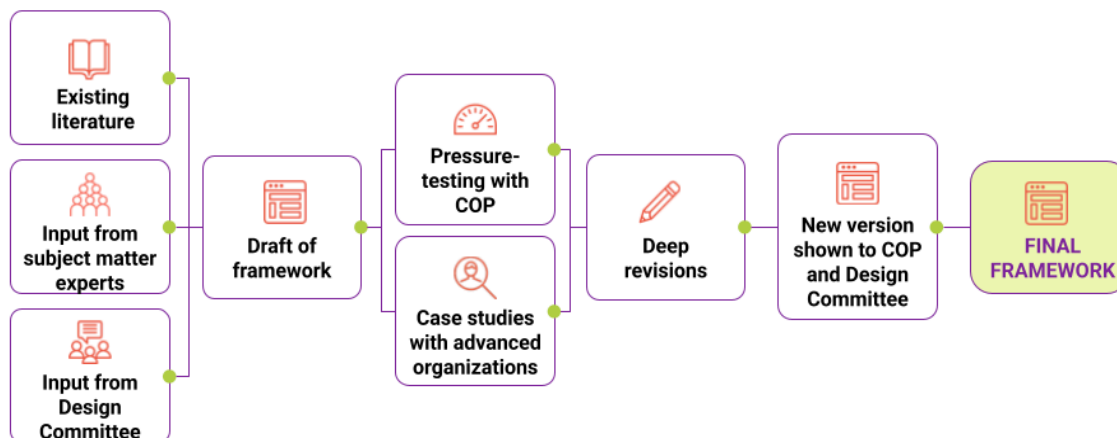 Existing
literature
Input from
subject matter
experts
Input from
Design
Committee
Draft of
framework
Pressure-
testing with
COP
Case studies
with advanced
organizations
Deep
revisions
New version
shown to COP
and Design
Committee
FINAL
FRAMEWORK